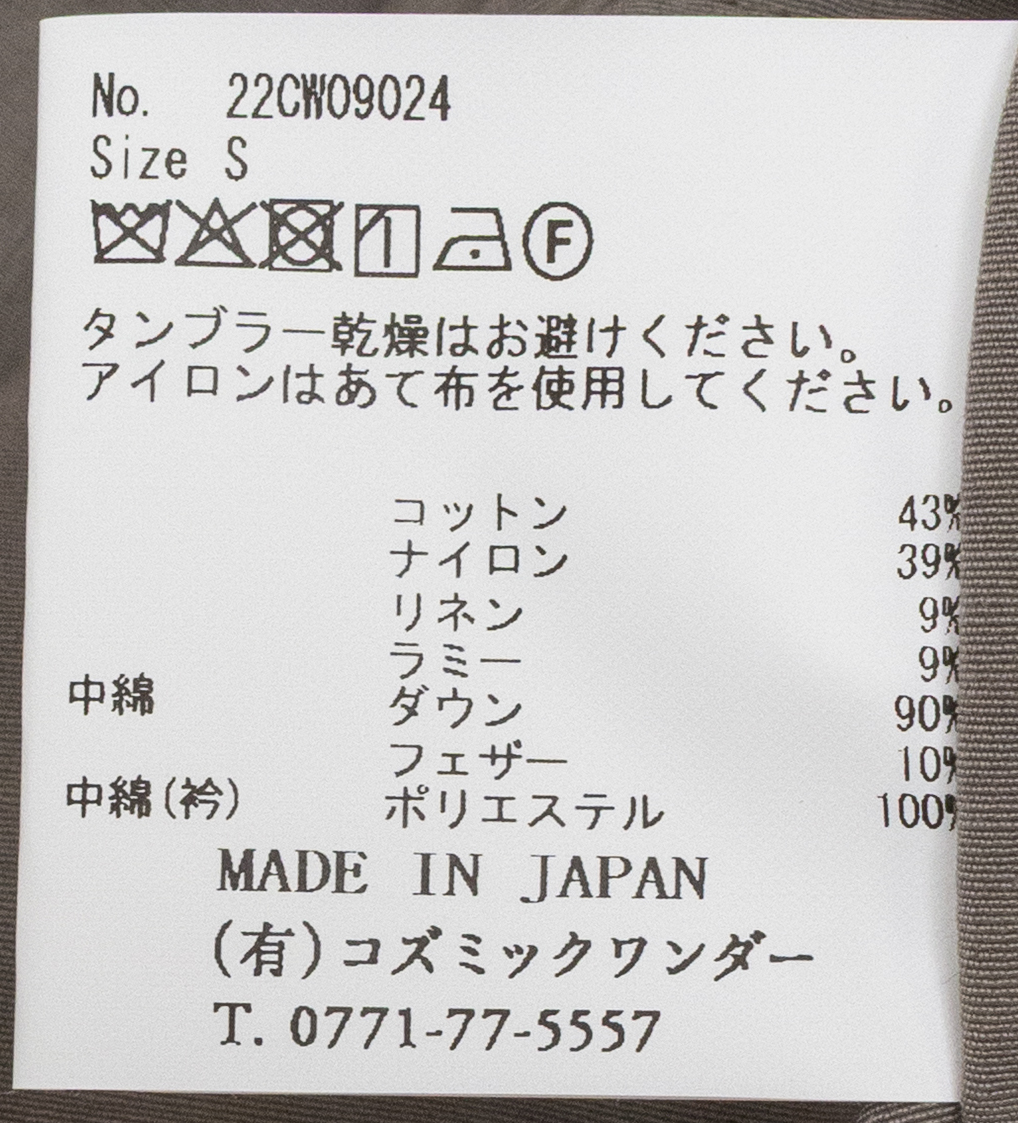 No. 22CW09024
Size S
F
タンブラー乾燥はお避けください。
アイロンはあて布を使用してください。
コットン 43%
ナイロン 39%
リネン 9%
ラミー 9%
中綿 ダウン 90%
フェザー 10%
中綿(衿) ポリエステル 100%
MADE IN JAPAN
(有)コズミックワンダー
T. 0771-77-5557